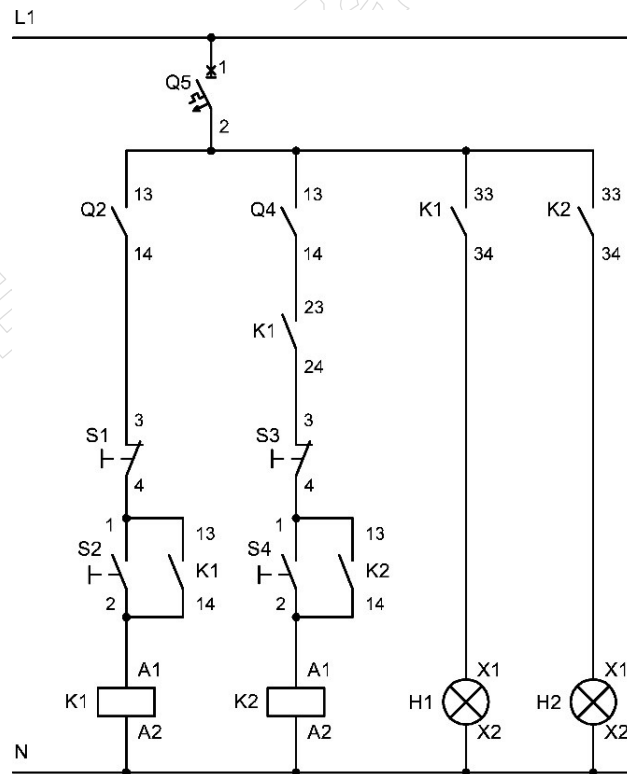 L1
1
Q5
2
13 13 33 33
Q2 Q4 K1 K2
14 14 34 34
23
K1
24
3 3
S1 S3
4 4
1 13 1 13
S2 K1 S4 K2
2 14 2 14
A1 A1 X1 X1
K1 K2 H1 H2
A2 A2 X2 X2
N